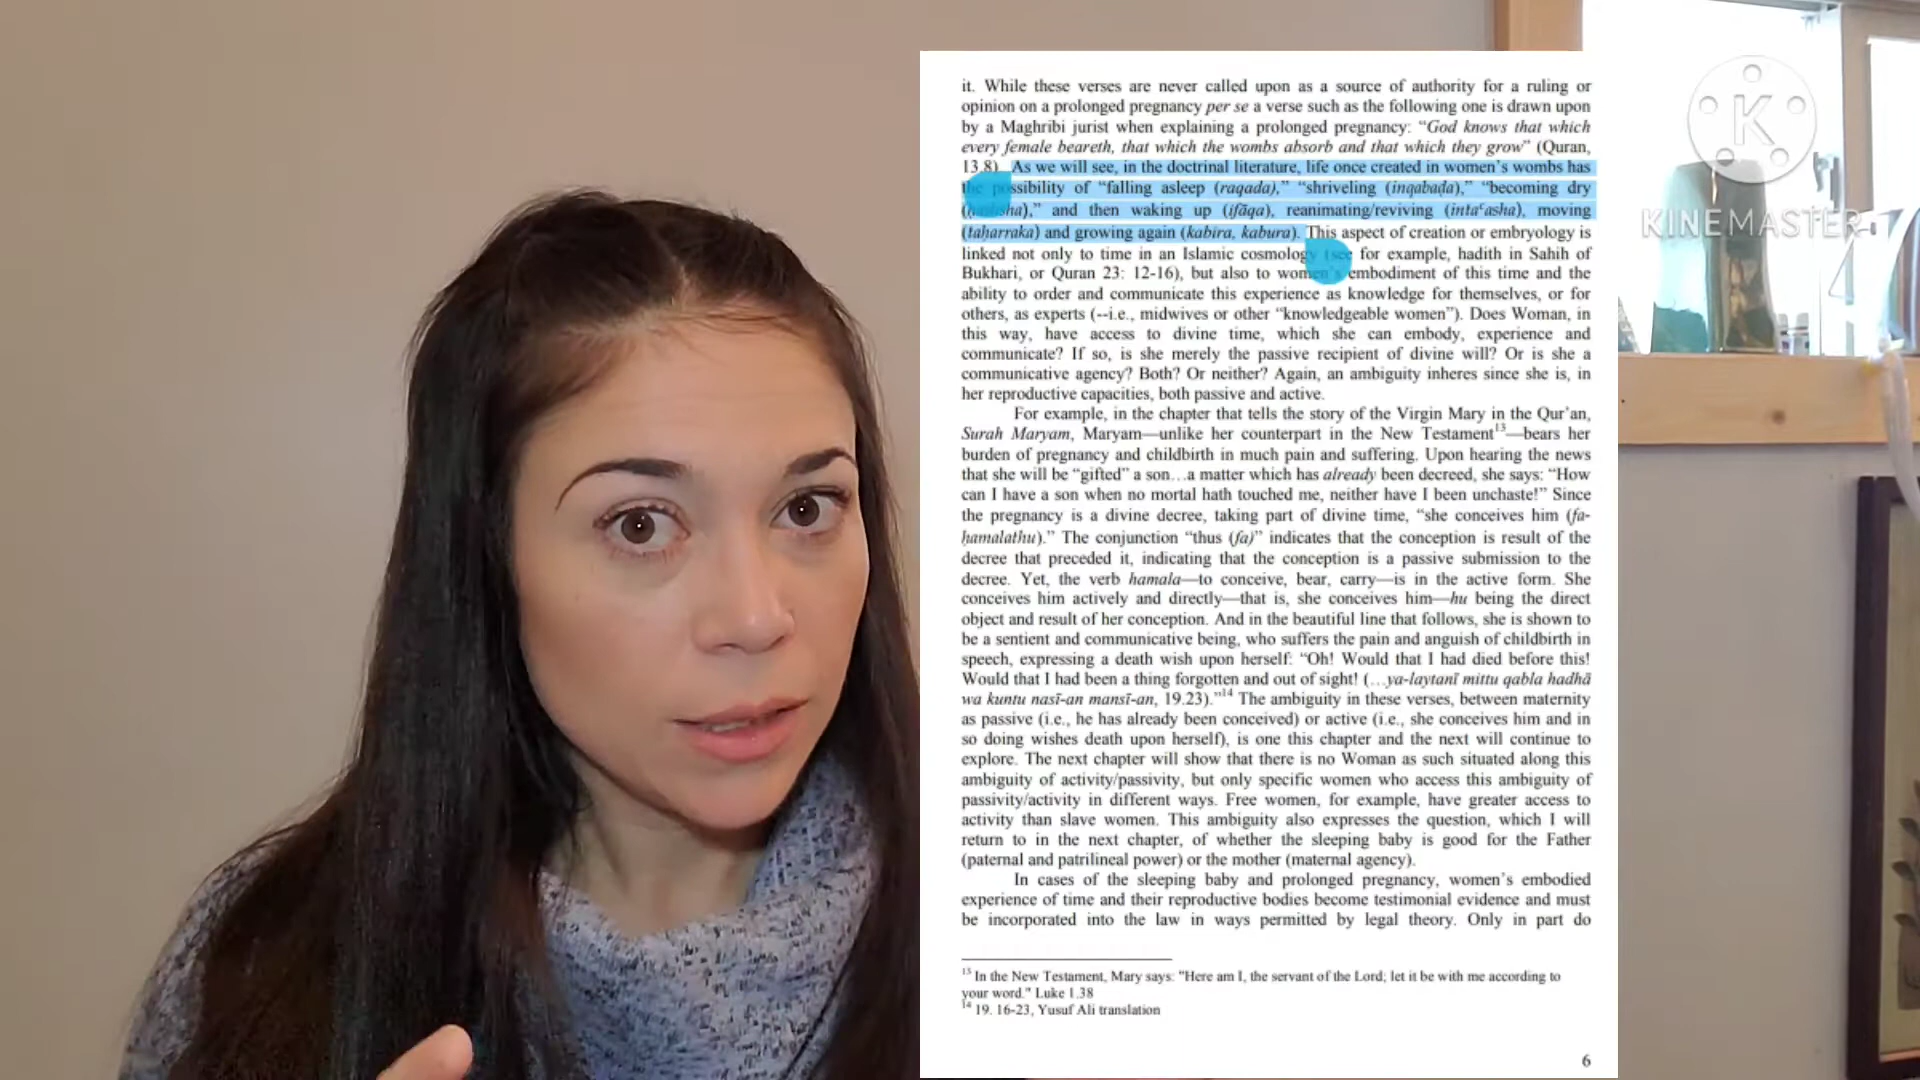 it. While these verses are never called upon as a source of authority for a ruling or
opinion on a prolonged pregnancy per se a verse such as the following one is drawn upon
by a Maghribi jurist when explaining a prolonged pregnancy: “God knows that which
every female beareth, that which the wombs absorb and that which they grow” (Quran,
13.8). As we will see, in the doctrinal literature, life once created in women's wombs has
the possibility of “falling asleep (raqada),” “shriveling (inqabaḍa),” “becoming dry
and then waking up (ifāqa), reanimating/reviving (intaʿasha), moving
(taḥarraka) and growing again (kabira, kabura). This aspect of creation or embryology is
linked not only to time in an Islamic cosmology (see for example, hadith in Sahih of
Bukhari, or Quran 23: 12-16), but also to women's embodiment of this time and the
ability to order and communicate this experience as knowledge for themselves, or for
others, as experts (--i.e., midwives or other “knowledgeable women”). Does Woman, in
this way, have access to divine time, which she can embody, experience and
communicate? If so, is she merely the passive recipient of divine will? Or is she a
communicative agency? Both? Or neither? Again, an ambiguity inheres since she is, in
her reproductive capacities, both passive and active.
For example, in the chapter that tells the story of the Virgin Mary in the Qur'an,
Surah Maryam, Maryam—unlike her counterpart in the New Testament13—bears her
burden of pregnancy and childbirth in much pain and suffering. Upon hearing the news
that she will be “gifted” a son…a matter which has already been decreed, she says: “How
can I have a son when no mortal hath touched me, neither have I been unchaste!” Since
the pregnancy is a divine decree, taking part of divine time, “she conceives him (fa-
ḥamalathu).” The conjunction “thus (fa)” indicates that the conception is result of the
decree that preceded it, indicating that the conception is a passive submission to the
decree. Yet, the verb hamala—to conceive, bear, carry—is in the active form. She
conceives him actively and directly—that is, she conceives him—hu being the direct
object and result of her conception. And in the beautiful line that follows, she is shown to
be a sentient and communicative being, who suffers the pain and anguish of childbirth in
speech, expressing a death wish upon herself: “Oh! Would that I had died before this!
Would that I had been a thing forgotten and out of sight! (…ya-laytanī mittu qabla hadhā
wa kuntu nasī-an mansī-an, 19.23).”14 The ambiguity in these verses, between maternity
as passive (i.e., he has already been conceived) or active (i.e., she conceives him and in
so doing wishes death upon herself), is one this chapter and the next will continue to
explore. The next chapter will show that there is no Woman as such situated along this
ambiguity of activity/passivity, but only specific women who access this ambiguity of
passivity/activity in different ways. Free women, for example, have greater access to
activity than slave women. This ambiguity also expresses the question, which I will
return to in the next chapter, of whether the sleeping baby is good for the Father
(paternal and patrilineal power) or the mother (maternal agency).
In cases of the sleeping baby and prolonged pregnancy, women's embodied
experience of time and their reproductive bodies become testimonial evidence and must
be incorporated into the law in ways permitted by legal theory. Only in part do
13 In the New Testament, Mary says: "Here am I, the servant of the Lord; let it be with me according to
your word." Luke 1.38
14 19. 16-23, Yusuf Ali translation
6
K
KINEMASTER